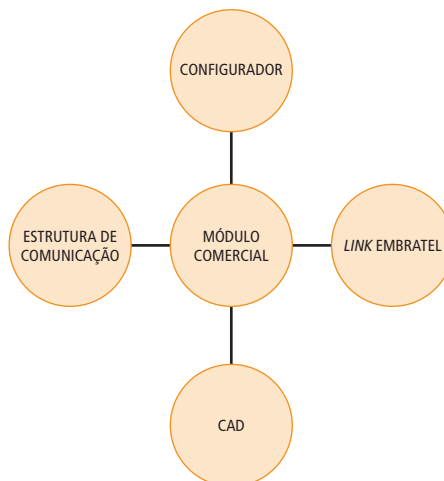 CONFIGURADOR
ESTRUTURA DE
COMUNICAÇÃO
MÓDULO
COMERCIAL
LINK EMBRATEL
CAD